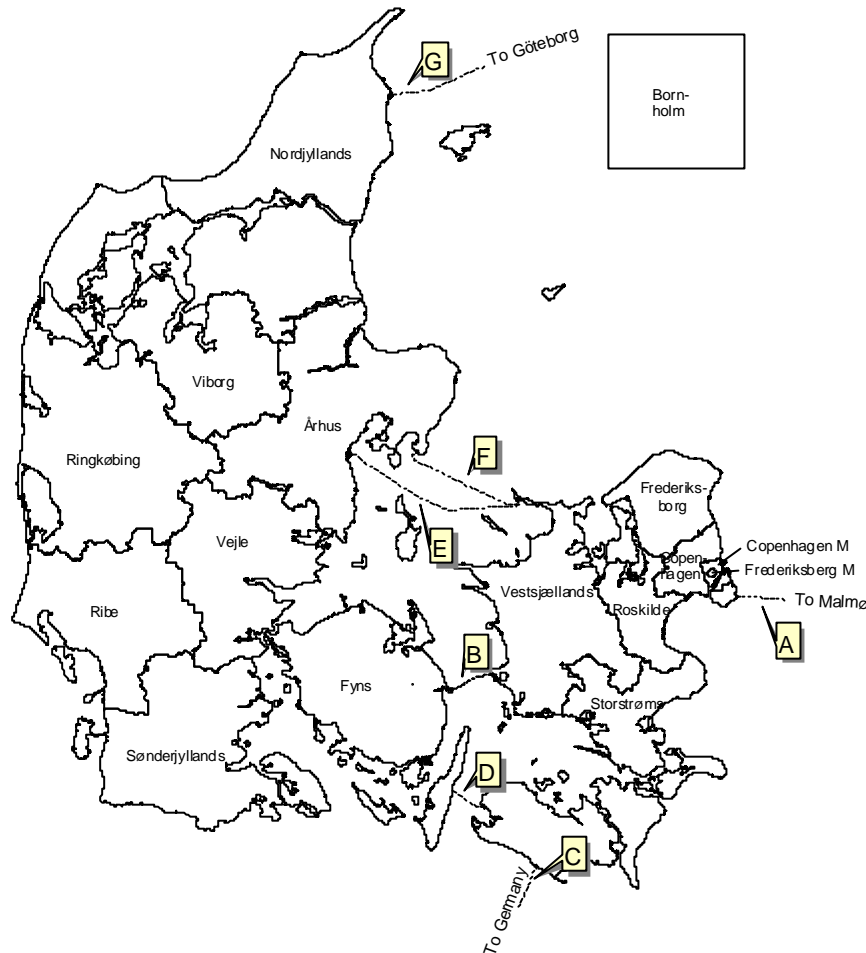 G
To Göteborg
Born-
holm
Nordjyllands
Viborg
Århus
Ringkøbing
F
Frederiks-
borg
E
Vejle
Copenhagen M
Copen-
hagen
Frederiksberg M
Vestsjællands
To Malmø
Ribe
Roskilde
A
B
Fyns
Storstrøms
Sønderjyllands
D
C
To Germany